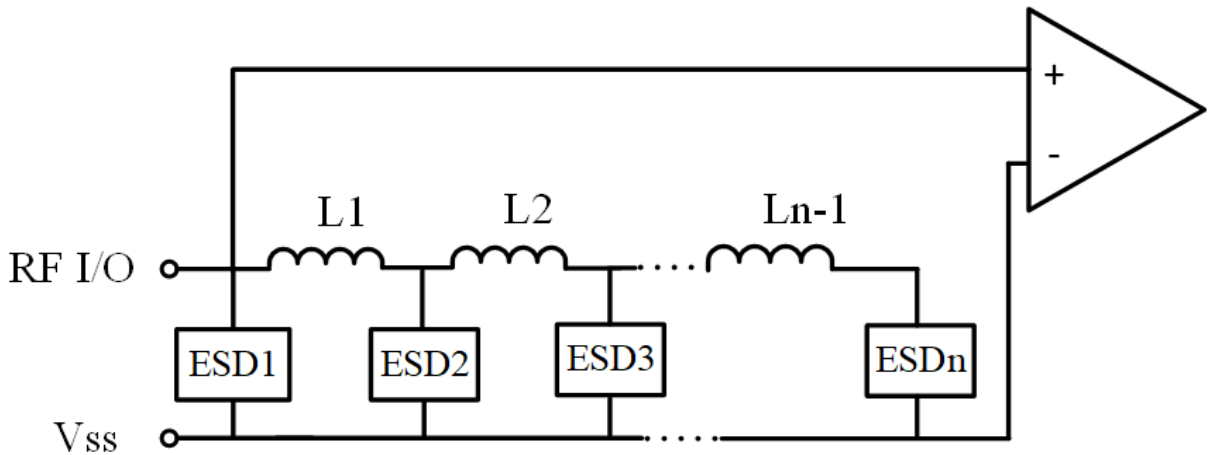 +
-
L1 L2 Ln-1
RF I/O
ESD1 ESD2 ESD3 ESDn
Vss